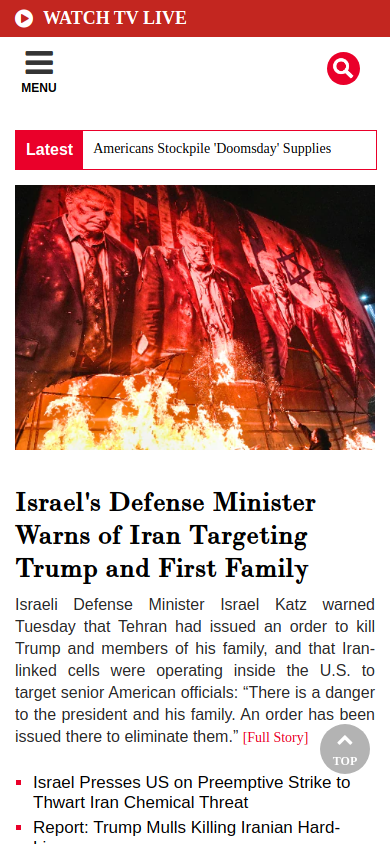 WATCH TV LIVE
MENU
Latest
Americans Stockpile 'Doomsday' Supplies
Israel's Defense Minister
Warns of Iran Targeting
Trump and First Family
Israeli Defense Minister Israel Katz warned
Tuesday that Tehran had issued an order to kill
Trump and members of his family, and that Iran-
linked cells were operating inside the U.S. to
target senior American officials: “There is a danger
to the president and his family. An order has been
issued there to eliminate them.” [Full Story]
TOP
Israel Presses US on Preemptive Strike to
Thwart Iran Chemical Threat
Report: Trump Mulls Killing Iranian Hard-